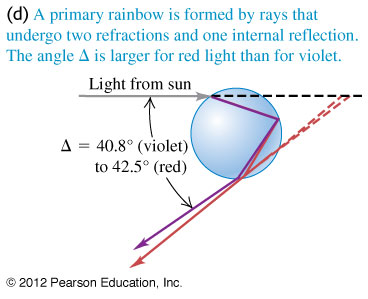 (d) A primary rainbow is formed by rays that
undergo two refractions and one internal reflection.
The angle Δ is larger for red light than for violet.
Light from sun
Δ = 40.8° (violet)
to 42.5° (red)
© 2012 Pearson Education, Inc.